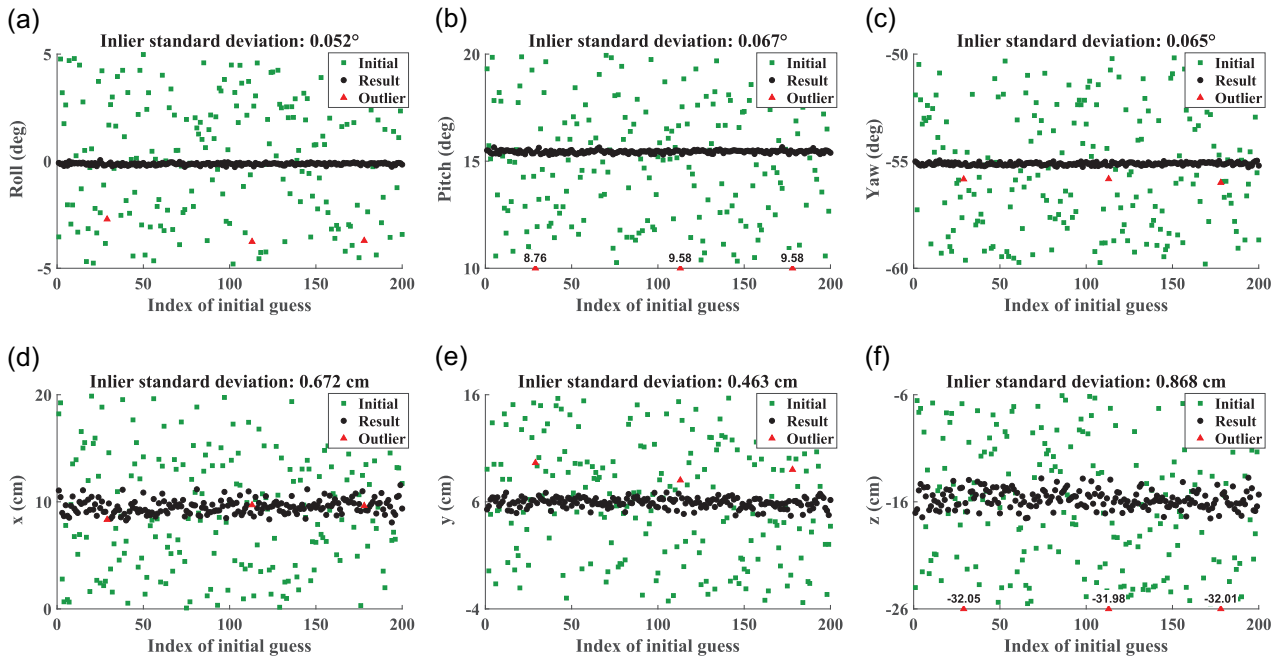 (a)
Inlier standard deviation: 0.052°
5
0
-5
Roll (deg)
Initial
Result
Outlier
0
50
100
150
200
Index of initial guess
(b)
Inlier standard deviation: 0.067°
20
15
10
Pitch (deg)
Initial
Result
Outlier
8.76
9.58
9.58
0
50
100
150
200
Index of initial guess
(c)
Inlier standard deviation: 0.065°
-50
-55
-60
Yaw (deg)
Initial
Result
Outlier
0
50
100
150
200
Index of initial guess
(d)
Inlier standard deviation: 0.672 cm
20
10
0
x (cm)
Initial
Result
Outlier
0
50
100
150
200
Index of initial guess
(e)
Inlier standard deviation: 0.463 cm
16
6
-4
y (cm)
Initial
Result
Outlier
0
50
100
150
200
Index of initial guess
(f)
Inlier standard deviation: 0.868 cm
-6
-16
-26
z (cm)
Initial
Result
Outlier
-32.05
-31.98
-32.01
0
50
100
150
200
Index of initial guess